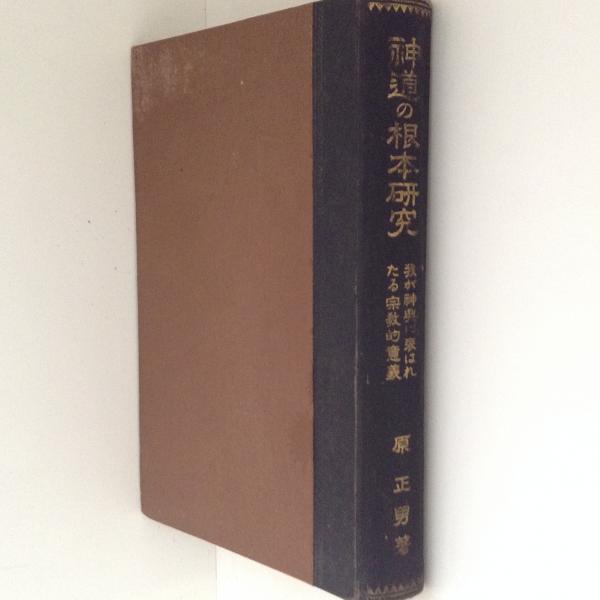 神道の根本研究
我が神典に表はれ
たる宗教的意義
原正男著